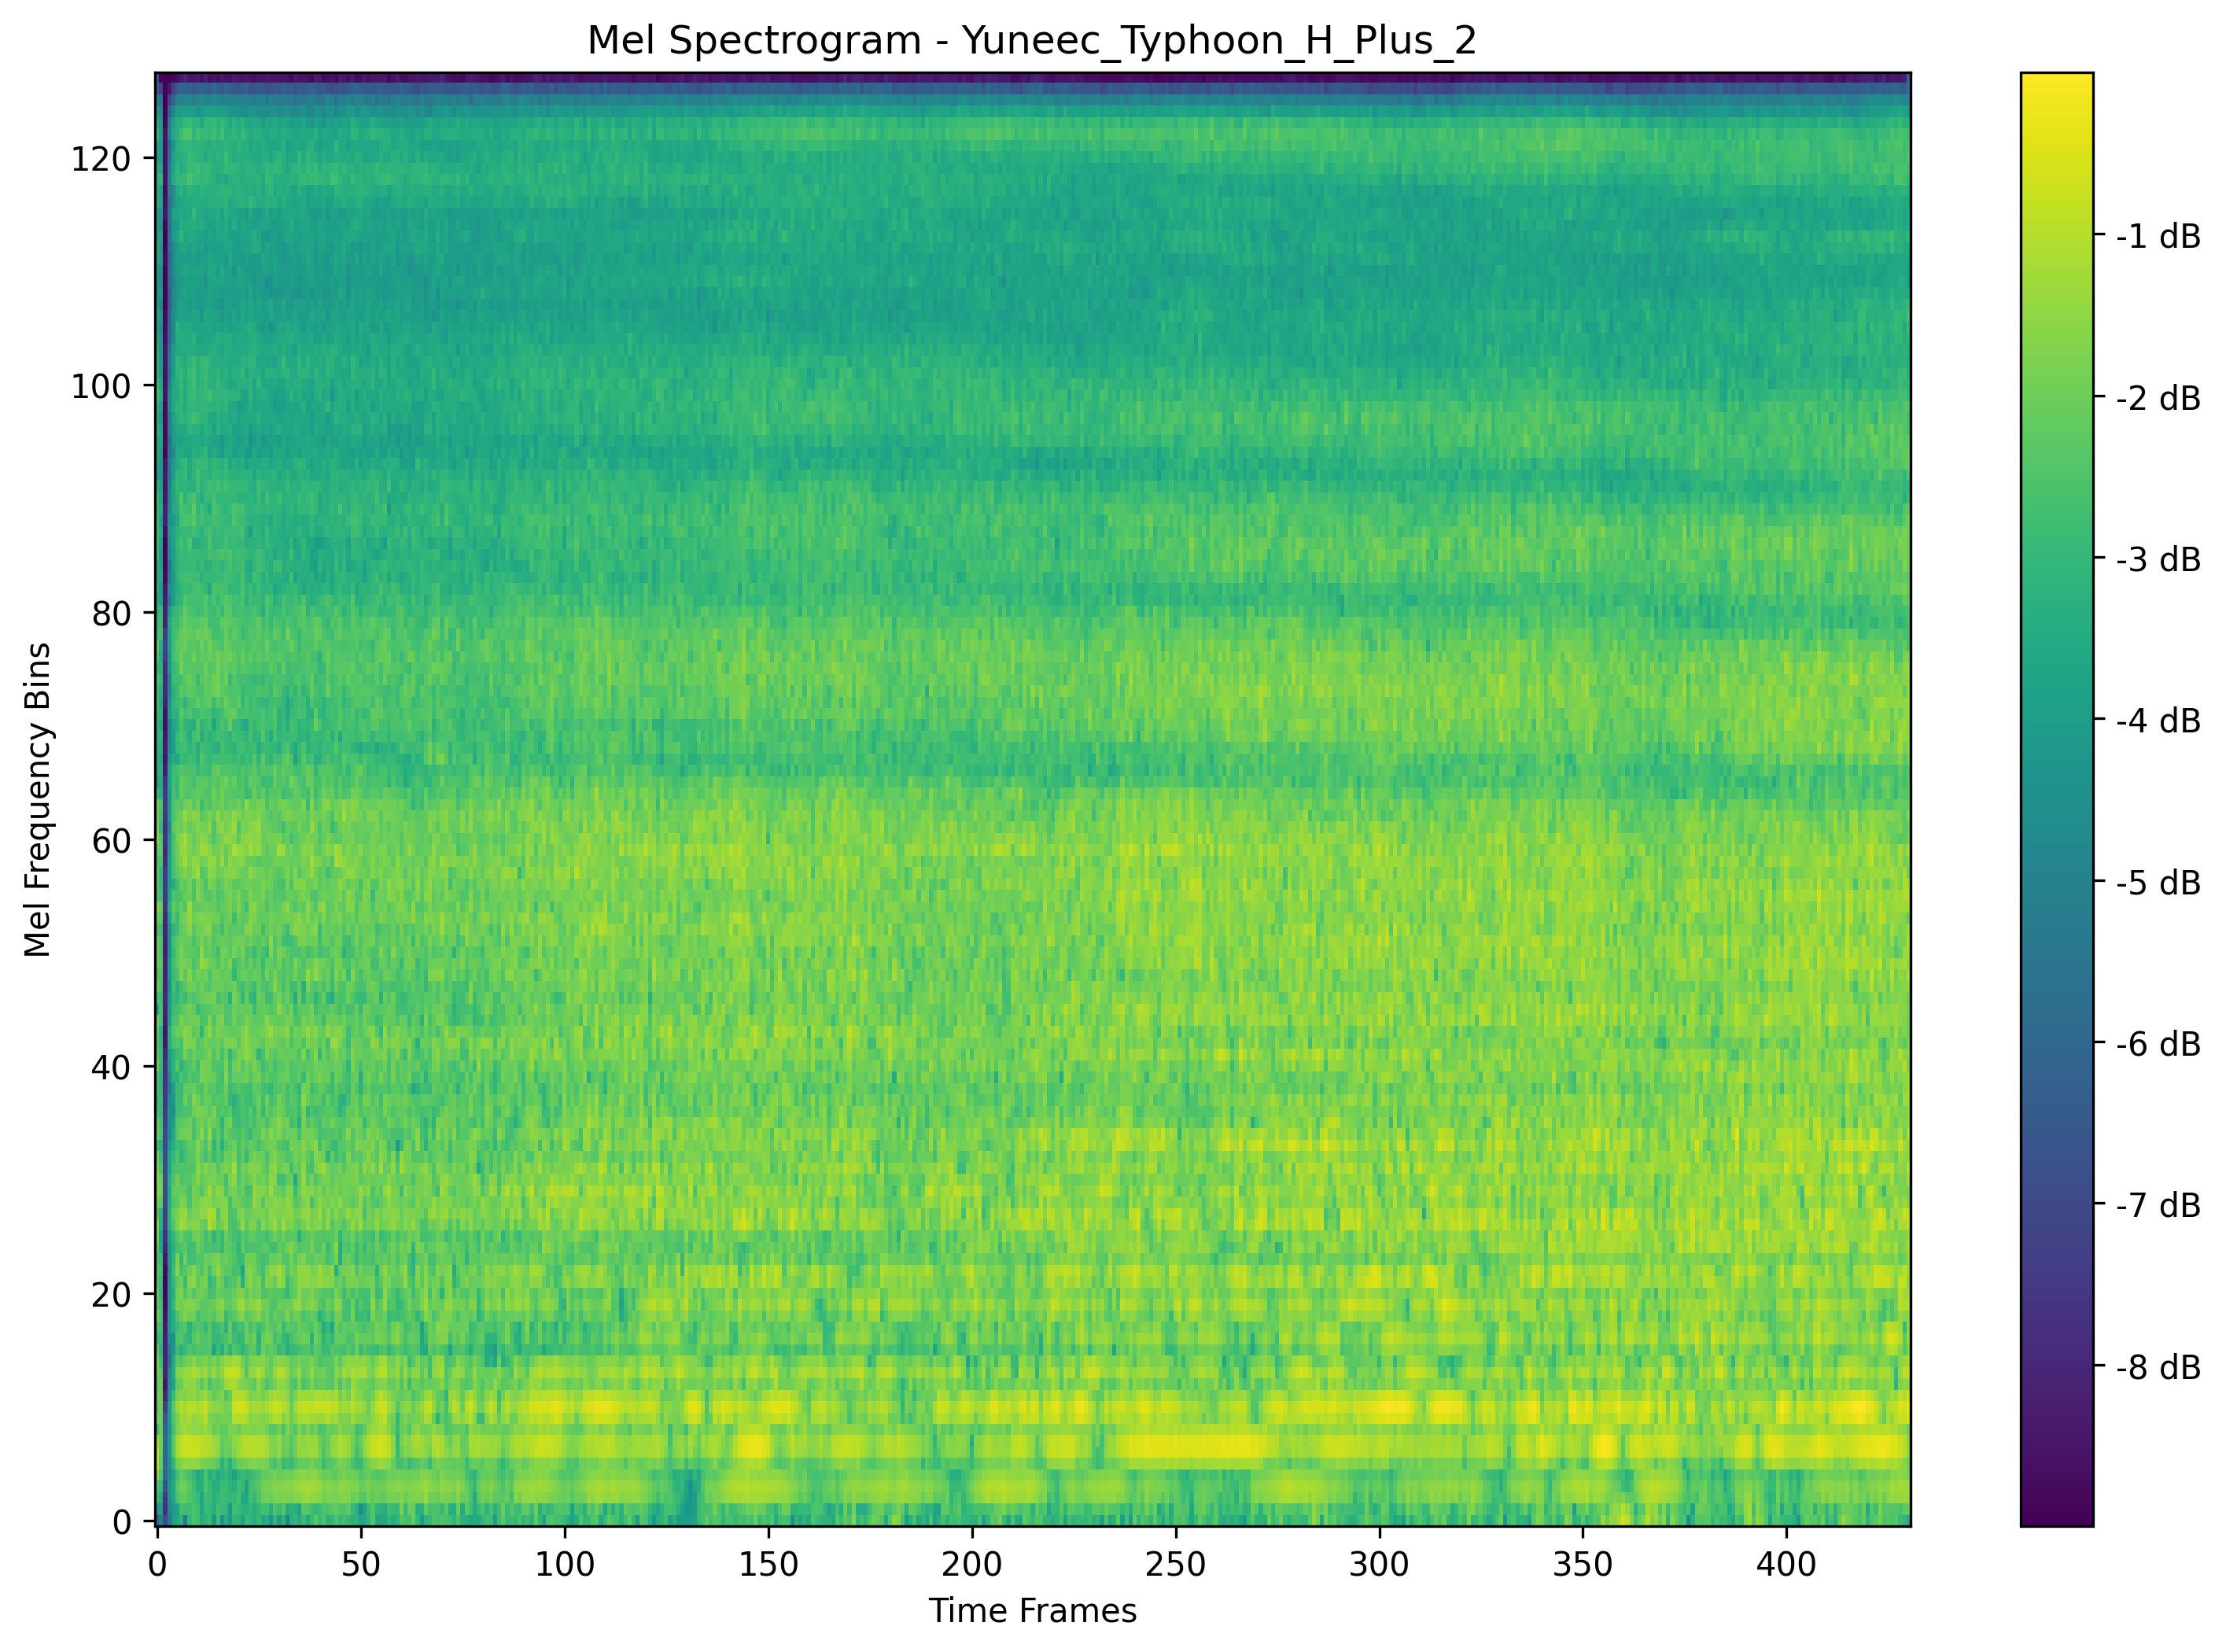 Mel Spectrogram - Yuneec_Typhoon_H_Plus_2
Mel Frequency Bins
120
100
80
60
40
20
0
0 50 100 150 200 250 300 350 400
Time Frames
-1 dB
-2 dB
-3 dB
-4 dB
-5 dB
-6 dB
-7 dB
-8 dB